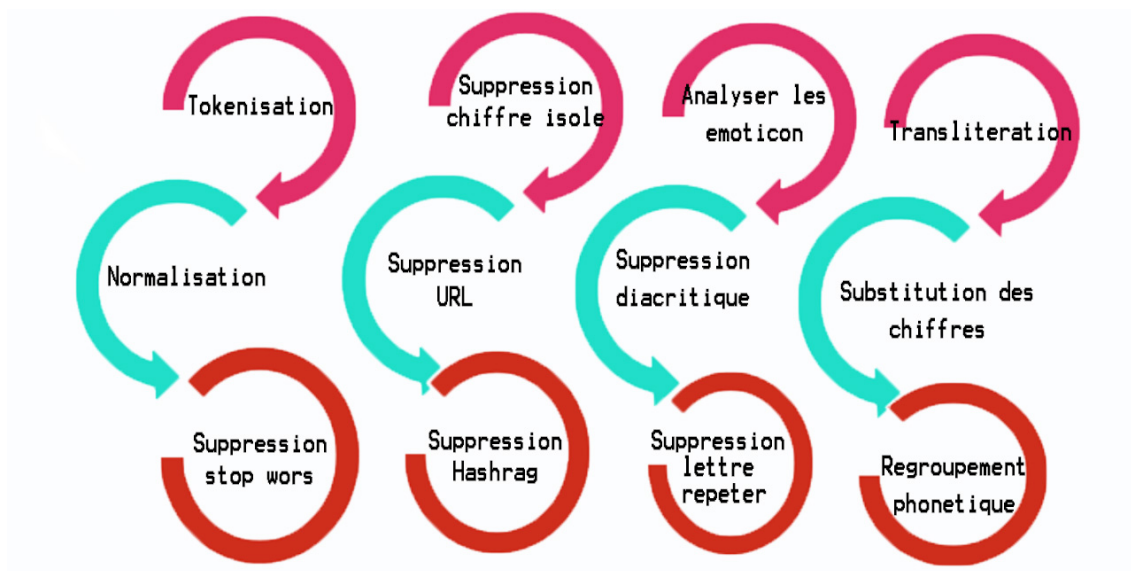 Tokenisation
Normalisation
Suppression
stop wors
Suppression
chiffre isole
Suppression
URL
Suppression
Hashrag
Analyser les
emoticon
Suppression
diacritique
Suppression
lettre
repeter
Transliteration
Substitution des
chiffres
Regroupement
phonetique